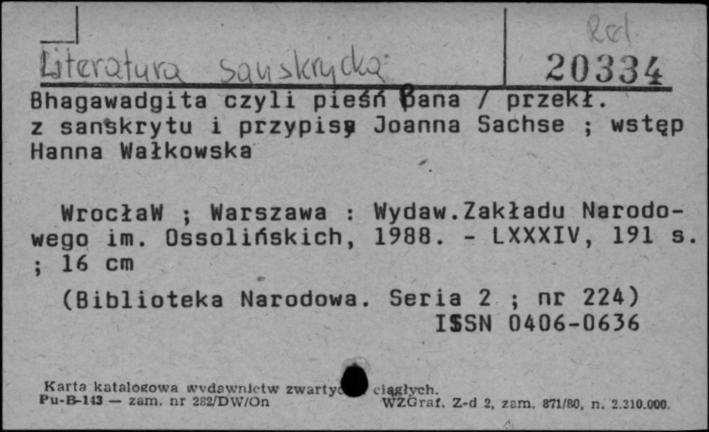 Rel
Literatura sanskrycka
20334
Bhagawadgita czyli pieśń Pana / przekł.
z sanskrytu i przypisy Joanna Sachse ; wstęp
Hanna Wałkowska
WrocłaW ; Warszawa : Wydaw.Zakładu Narodo-
wego im. Ossolińskich, 1988. - LXXXIV, 191 s.
; 16 cm
(Biblioteka Narodowa. Seria 2 ; nr 224)
ISSN 0406-0636
Karta katalogowa wydawnictw ciągłych.
Pu-B-143 — zam. nr 282/DW/On WZGraf. Z-d 2, zam. 871/80, n. 2.310.000.